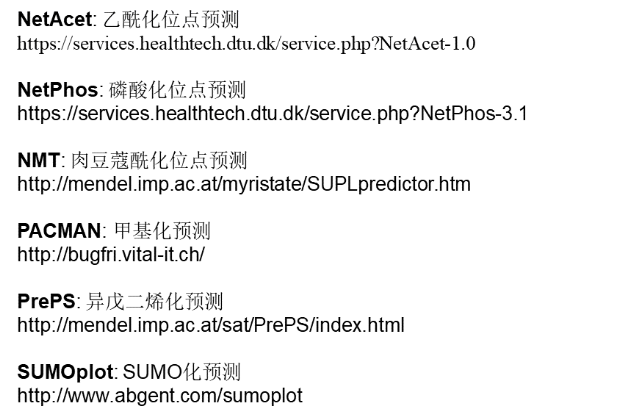 NetAcet: 乙酰化位点预测
https://services.healthtech.dtu.dk/service.php?NetAcet-1.0
NetPhos: 磷酸化位点预测
https://services.healthtech.dtu.dk/service.php?NetPhos-3.1
NMT: 肉豆蔻酰化位点预测
http://mendel.imp.ac.at/myristate/SUPLpredictor.htm
PACMAN: 甲基化预测
http://bugfri.vital-it.ch/
PrePS: 异戊二烯化预测
http://mendel.imp.ac.at/sat/PrePS/index.html
SUMOplot: SUMO化预测
http://www.abgent.com/sumoplot